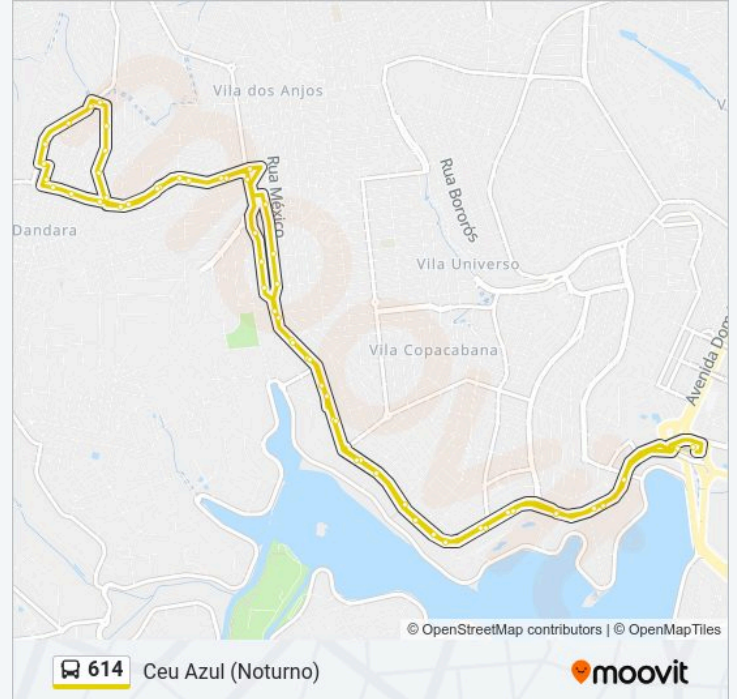 Vila dos Anjos
Rua México
Rua Bororós
V
Dandara
Vila Universo
Vila Copacabana
Avenida Dom
© OpenStreetMap contributors | © OpenMapTiles
614 Ceu Azul (Noturno)
moovit